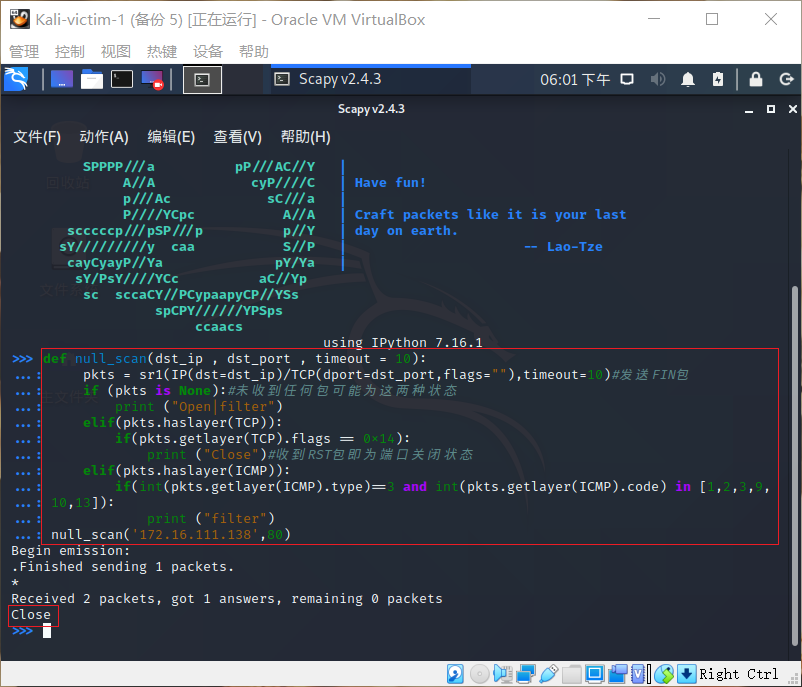 Kali-victim-1 (备份 5) [正在运行] - Oracle VM VirtualBox
管理 控制 视图 热键 设备 帮助
Scapy v2.4.3 06:01 下午
Scapy v2.4.3
文件(F) 动作(A) 编辑(E) 查看(V) 帮助(H)
SPPPP///a pP///AC//Y |
A//A cyP////C | Have fun!
p///Ac sC///a |
P////YCpc A//A | Craft packets like it is your last
scccccp///pSP///p p//Y | day on earth.
sY/////////y caa S//P | -- Lao-Tze
cayCyayP//Ya pY/Ya |
sY/PsY////YCc aC//Yp
sc sccaCY//PCypaapyCP//YSs
spCPY//////YPSps
ccaacs
using IPython 7.16.1
>>> def null_scan(dst_ip , dst_port , timeout = 10):
...: pkts = sr1(IP(dst=dst_ip)/TCP(dport=dst_port,flags=""),timeout=10)#发送FIN包
...: if (pkts is None):#未收到任何包可能为这两种状态
...: print ("Open|filter")
...: elif(pkts.haslayer(TCP)):
...: if(pkts.getlayer(TCP).flags == 0×14):
...: print ("Close")#收到RST包即为端口关闭状态
...: elif(pkts.haslayer(ICMP)):
...: if(int(pkts.getlayer(ICMP).type)==3 and int(pkts.getlayer(ICMP).code) in [1,2,3,9,
...: 10,13]):
...: print ("filter")
...: null_scan('172.16.111.138',80)
Begin emission:
.Finished sending 1 packets.
*
Received 2 packets, got 1 answers, remaining 0 packets
Close
>>>
Right Ctrl